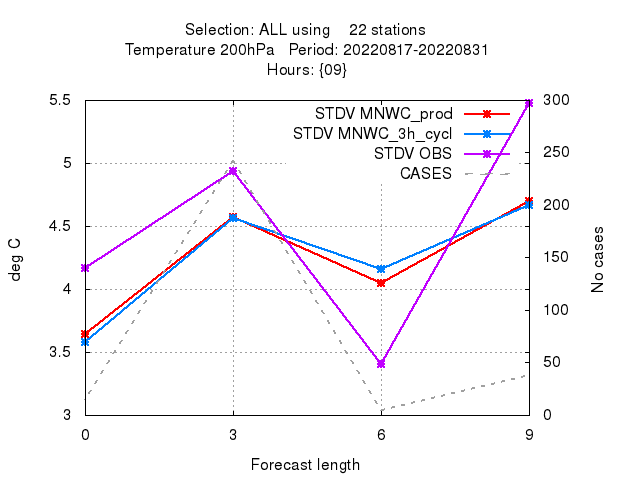 Selection: ALL using 22 stations
Temperature 200hPa Period: 20220817-20220831
Hours: {09}
STDV MNWC_prod
STDV MNWC_3h_cycl
STDV OBS
CASES
5.5
5
4.5
4
3.5
3
deg C
300
250
200
150
100
50
0
No cases
0 3 6 9
Forecast length